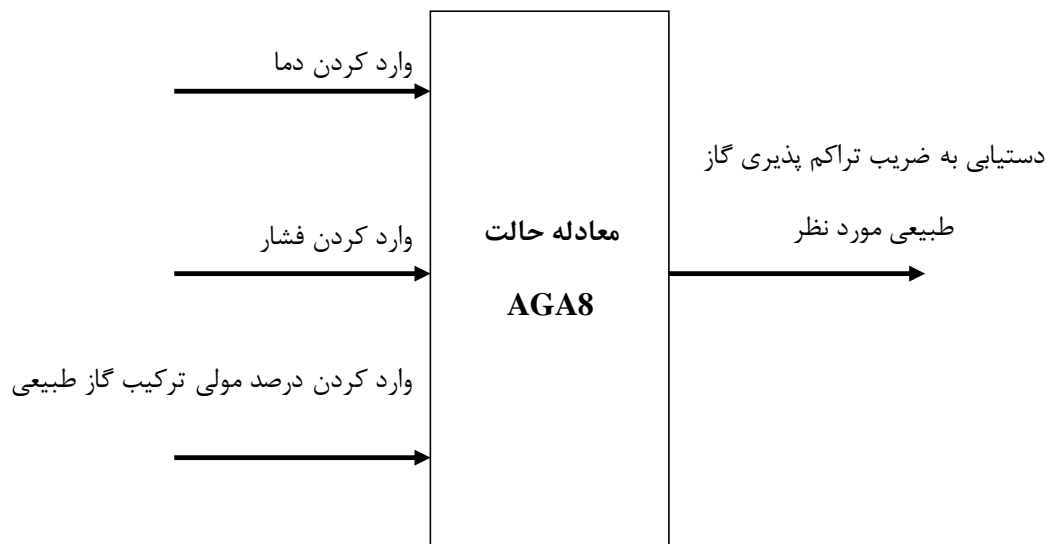 وارد کردن دما
دستیابی به ضریب تراکم پذیری گاز
طبیعی مورد نظر
وارد کردن فشار
معادله حالت
AGA8
وارد کردن درصد مولی ترکیب گاز طبیعی